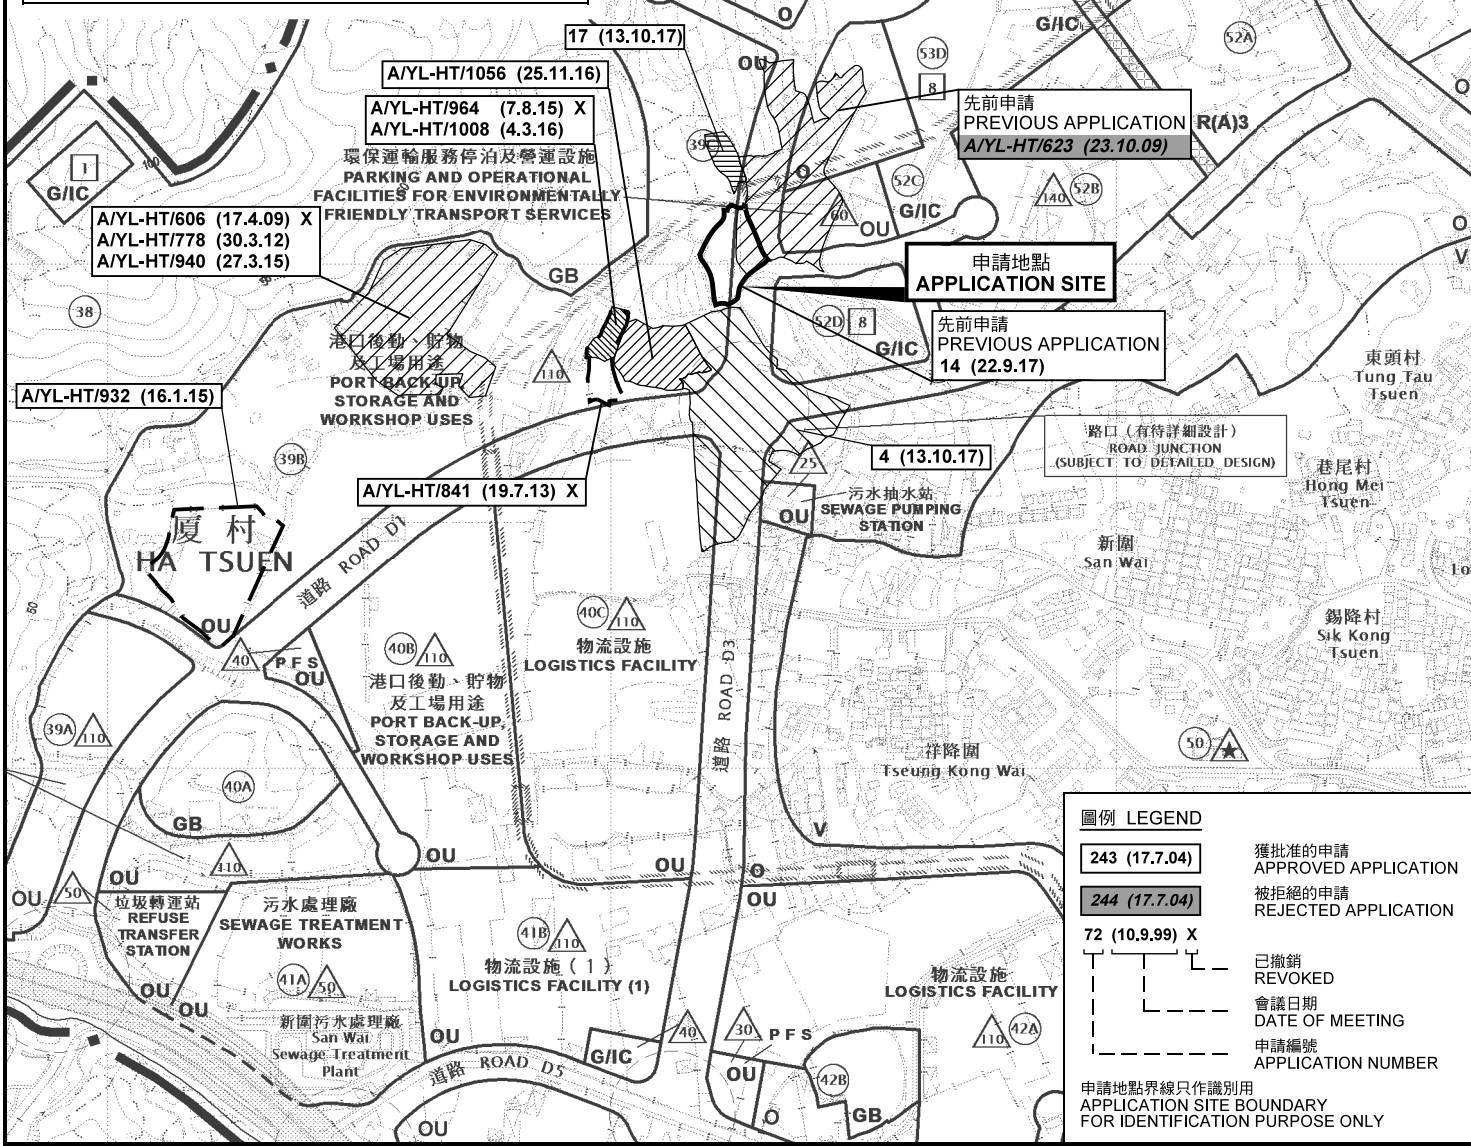 O
17 (13.10.17)
OU
53D
8
G/IC
52A
O
A/YL-HT/1056 (25.11.16)
A/YL-HT/964 (7.8.15) X
A/YL-HT/1008 (4.3.16)
環保運輸服務停泊及營運設施
PARKING AND OPERATIONAL
FACILITIES FOR ENVIRONMENTALLY
FRIENDLY TRANSPORT SERVICES
先前申請
PREVIOUS APPLICATION
A/YL-HT/623 (23.10.09)
R(A)3
1
G/IC
100
O
52C
G/IC
140
52B
60
OU
A/YL-HT/606 (17.4.09) X
A/YL-HT/778 (30.3.12)
A/YL-HT/940 (27.3.15)
GB
申請地點
APPLICATION SITE
O
V
38
52D
8
G/IC
先前申請
PREVIOUS APPLICATION
14 (22.9.17)
港口後勤、貯物
及工場用途
PORT BACK-UP,
STORAGE AND
WORKSHOP USES
110
東頭村
Tung Tau
Tsuen
A/YL-HT/932 (16.1.15)
39B
4 (13.10.17)
25
路口（有待詳細設計）
ROAD JUNCTION
(SUBJECT TO DETAILED DESIGN)
巷尾村
Hong Mei
Tsuen
A/YL-HT/841 (19.7.13) X
污水抽水站
SEWAGE PUMPING
STATION
OU
廈村
HA TSUEN
道路 ROAD D1
新圍
San Wai
50
OU
40
PFS
OU
40B
110
港口後勤、貯物
及工場用途
PORT BACK-UP,
STORAGE AND
WORKSHOP USES
40C
110
物流設施
LOGISTICS FACILITY
道路 ROAD D3
錫降村
Sik Kong
Tsuen
39A
110
祥降圍
Tseung Kong Wai
50
40A
GB
110
V
OU
OU
O
OU
OU
50
OU
垃圾轉運站
REFUSE
TRANSFER
STATION
污水處理廠
SEWAGE TREATMENT
WORKS
41B
110
物流設施（1）
LOGISTICS FACILITY (1)
物流設施
LOGISTICS FACILITY
110
42A
41A
50
OU
OU
新圍污水處理廠
San Wai
Sewage Treatment
Plant
OU
道路 ROAD D5
G/IC
40
30
PFS
OU
42B
O
GB
OU
圖例 LEGEND
243 (17.7.04)
獲批准的申請
APPROVED APPLICATION
244 (17.7.04)
被拒絕的申請
REJECTED APPLICATION
72 (10.9.99) X
已撤銷
REVOKED
會議日期
DATE OF MEETING
申請編號
APPLICATION NUMBER
申請地點界線只作識別用
APPLICATION SITE BOUNDARY
FOR IDENTIFICATION PURPOSE ONLY